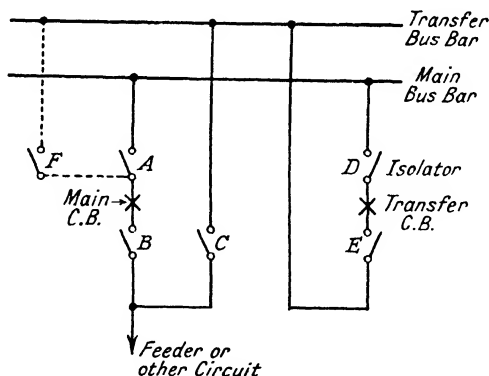 Transfer
Bus Bar
Main
Bus Bar
F
A
D
Isolator
Main
C.B.
Transfer
C.B.
B
C
E
Feeder or
other Circuit